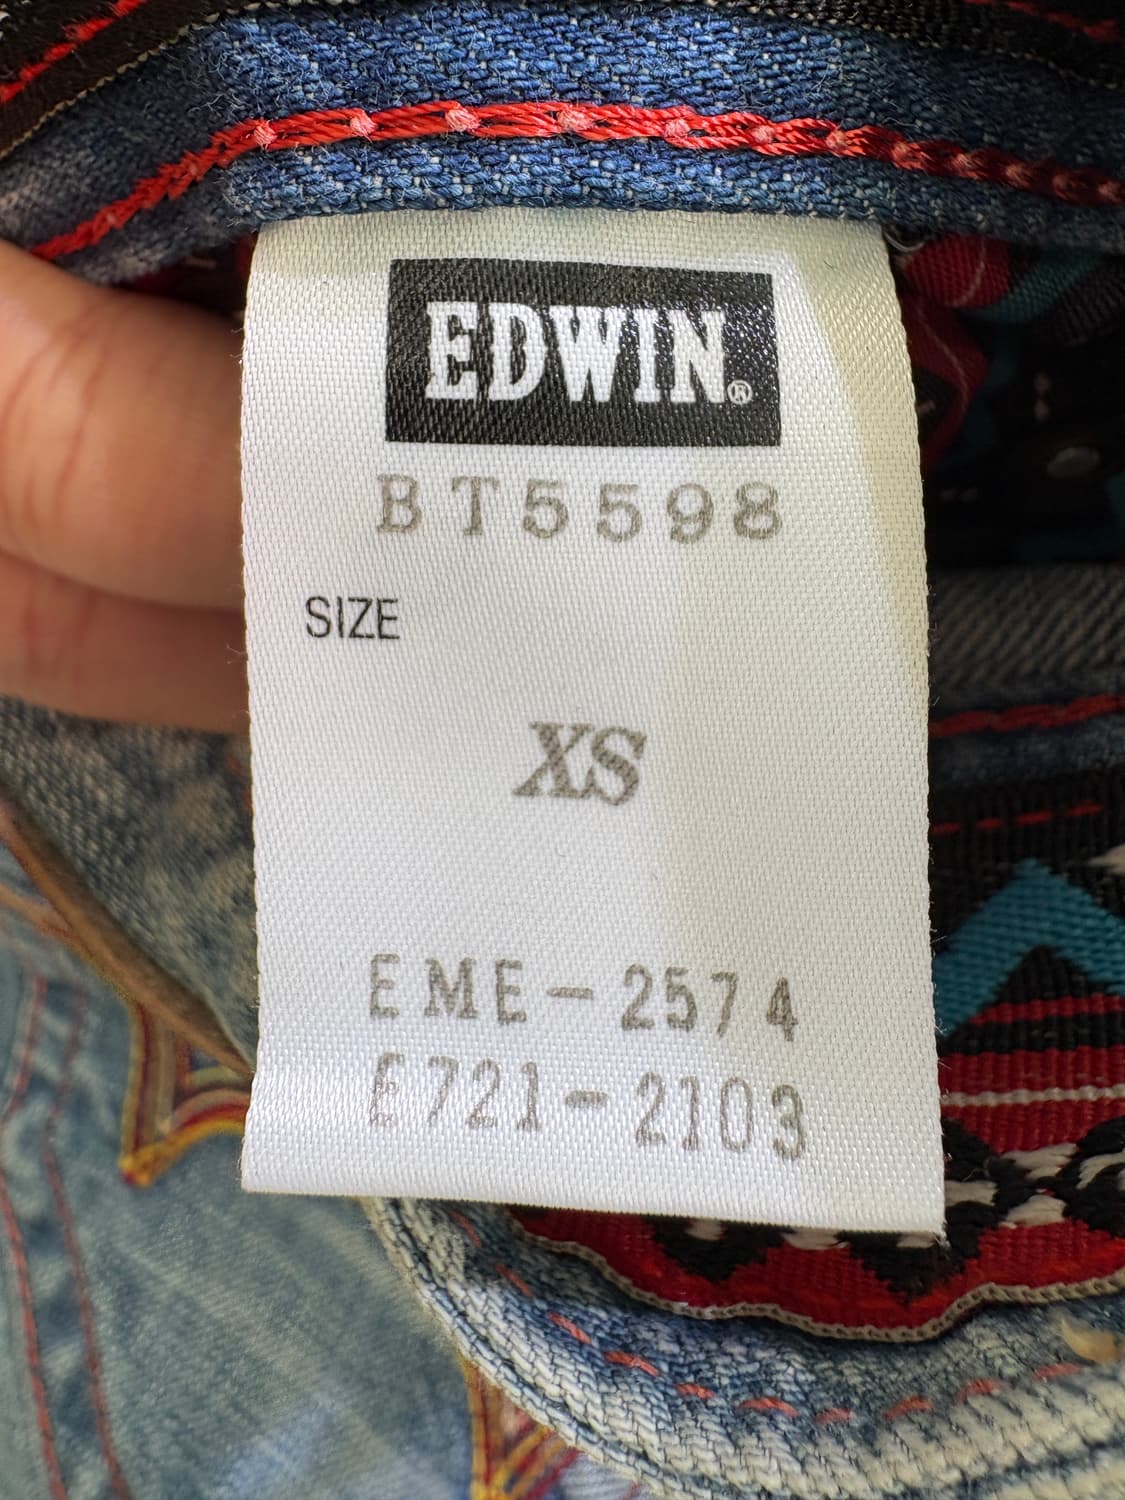 EDWIN®
BT5598
SIZE
XS
EME-2574
E721-2103